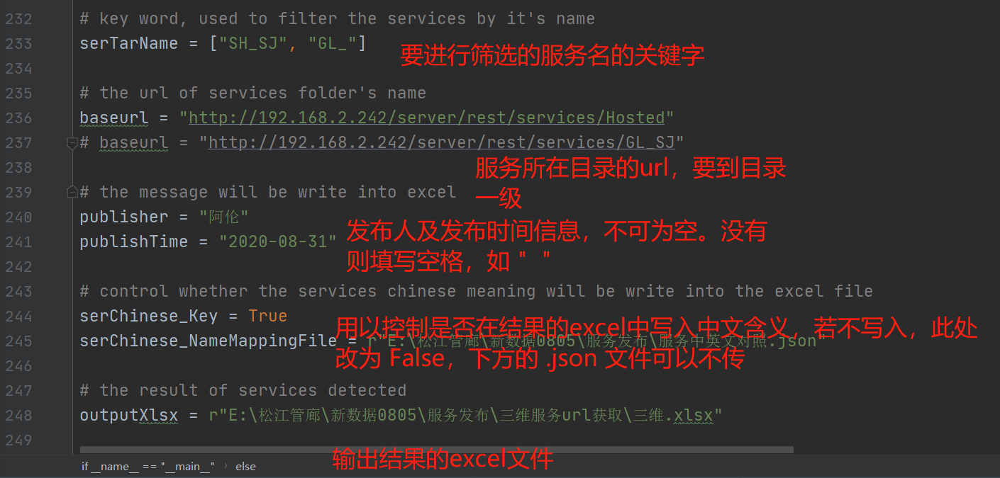 232 # key word, used to filter the services by it's name
233 serTarName = ["SH_SJ", "GL_"]
要进行筛选的服务名的关键字
234
235 # the url of services folder's name
236 baseurl = "http://192.168.2.242/server/rest/services/Hosted"
237 # baseurl = "http://192.168.2.242/server/rest/services/GL_SJ"
238
服务所在目录的url，要到目录
一级
239 # the message will be write into excel
240 publisher = "阿伦"
241 publishTime = "2020-08-31"
发布人及发布时间信息，不可为空。没有
则填写空格，如 " "
242
243 # control whether the services chinese meaning will be write into the excel file
244 serChinese_Key = True
用以控制是否在结果的excel中写入中文含义，若不写入，此处
改为 False，下方的 .json 文件可以不传
245 serChinese_NameMappingFile = r"E:\松江管廊\新数据0805\服务发布\服务中英文对照.json"
246
247 # the result of services detected
248 outputXlsx = r"E:\松江管廊\新数据0805\服务发布\三维服务url获取\三维.xlsx"
249
输出结果的excel文件
if __name__ == "__main__" › else